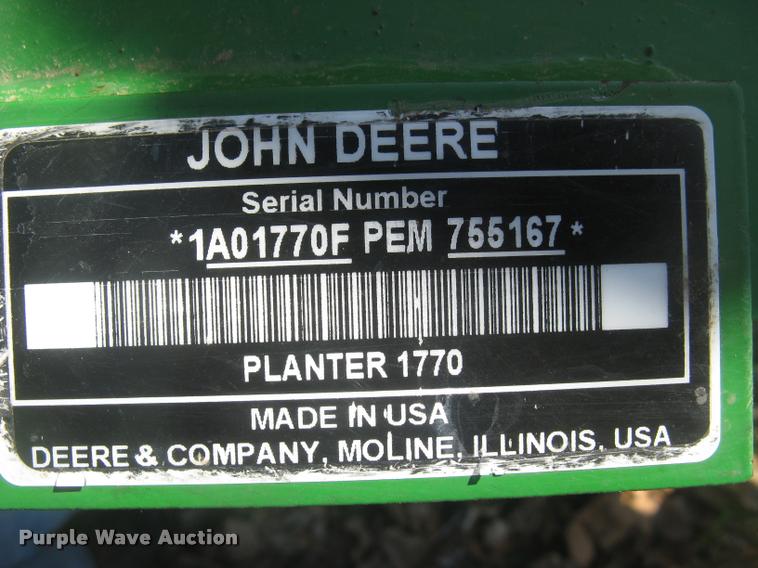 JOHN DEERE
Serial Number
*1A01770F PEM 755167*
PLANTER 1770
MADE IN USA
DEERE & COMPANY, MOLINE, ILLINOIS, USA
Purple Wave Auction®